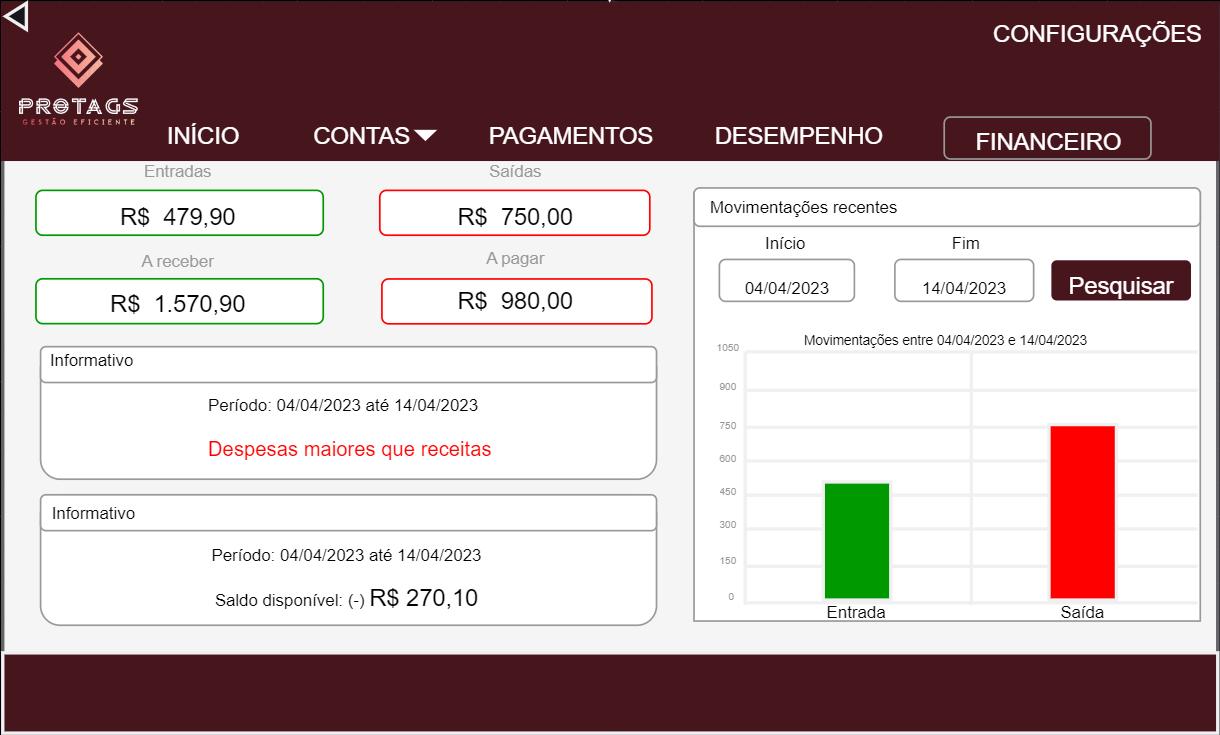 CONFIGURAÇÕES
PROTAGS
GESTÃO EFICIENTE
INÍCIO
CONTAS
PAGAMENTOS
DESEMPENHO
FINANCEIRO
Entradas
R$ 479,90
Saídas
R$ 750,00
A receber
R$ 1.570,90
A pagar
R$ 980,00
Informativo
Período: 04/04/2023 até 14/04/2023
Despesas maiores que receitas
Informativo
Período: 04/04/2023 até 14/04/2023
Saldo disponível: (-) R$ 270,10
Movimentações recentes
Início
Fim
04/04/2023
14/04/2023
Pesquisar
Movimentações entre 04/04/2023 e 14/04/2023
1050
900
750
600
450
300
150
0
Entrada
Saída